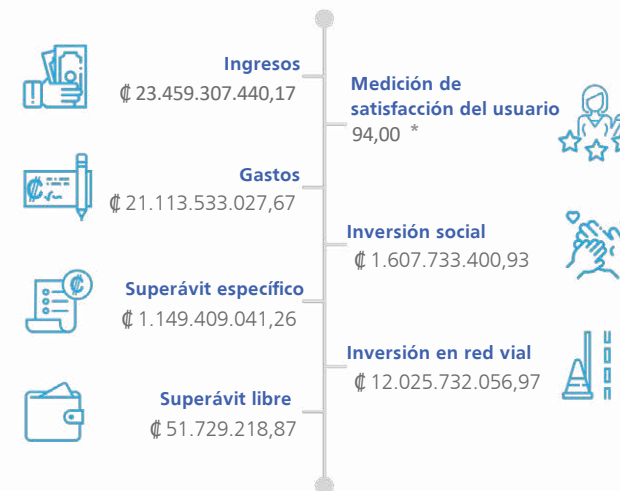 Ingresos
₡ 23.459.307.440,17
Medición de
satisfacción del usuario
94,00 *
Gastos
₡ 21.113.533.027,67
Inversión social
₡ 1.607.733.400,93
Superávit específico
₡ 1.149.409.041,26
Inversión en red vial
₡ 12.025.732.056,97
Superávit libre
₡ 51.729.218,87